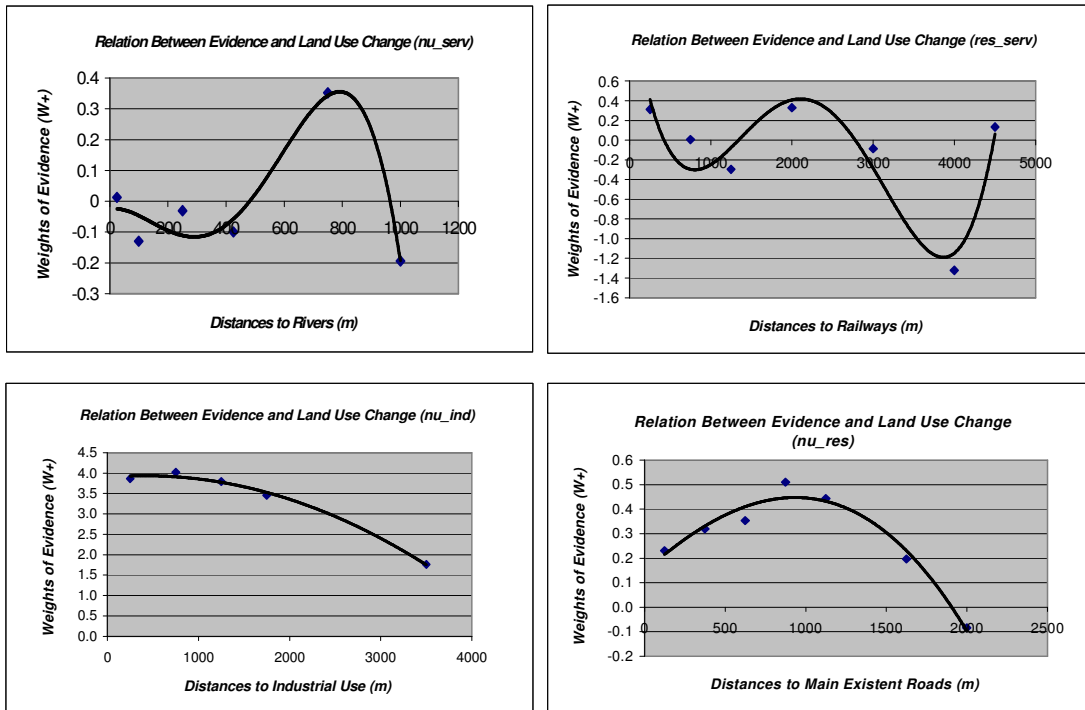 Relation Between Evidence and Land Use Change (nu_serv)
Weights of Evidence (W+)
0.4
0.3
0.2
0.1
0
-0.1
-0.2
-0.3
0 200 400 600 800 1000 1200
Distances to Rivers (m)
Relation Between Evidence and Land Use Change (res_serv)
Weights of Evidence (W+)
0.6
0.4
0.2
0.0
-0.2
-0.4
-0.6
-0.8
-1.0
-1.2
-1.4
-1.6
0 1000 2000 3000 4000 5000
Distances to Railways (m)
Relation Between Evidence and Land Use Change (nu_ind)
Weights of Evidence (W+)
4.5
4.0
3.5
3.0
2.5
2.0
1.5
1.0
0.5
0.0
0 1000 2000 3000 4000
Distances to Industrial Use (m)
Relation Between Evidence and Land Use Change
(nu_res)
Weights of Evidence (W+)
0.6
0.5
0.4
0.3
0.2
0.1
0.0
-0.1
-0.2
0 500 1000 1500 2000 2500
Distances to Main Existent Roads (m)